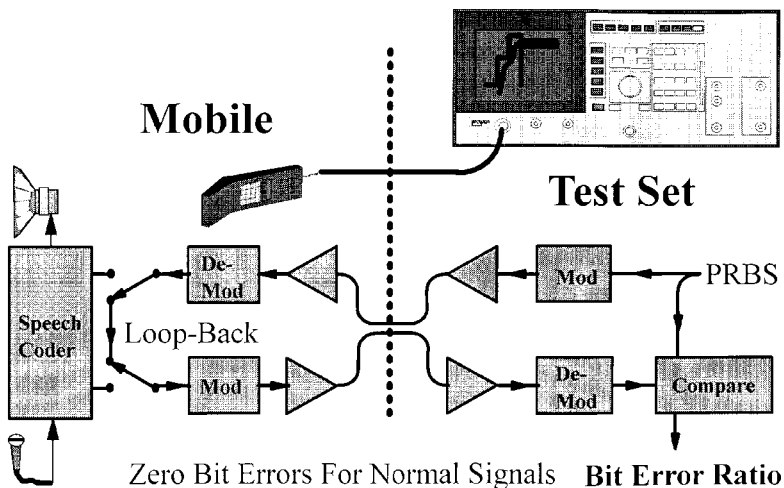 Mobile
Test Set
De-
Mod
Mod
PRBS
Speech
Coder
Loop-Back
Mod
De-
Mod
Compare
Zero Bit Errors For Normal Signals
Bit Error Ratio